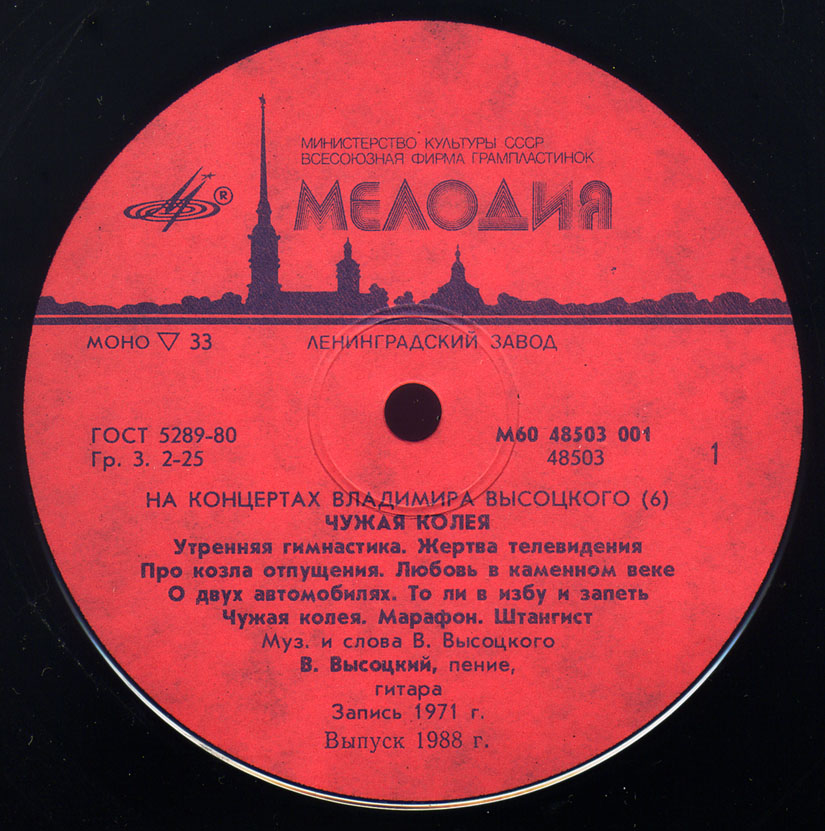 МИНИСТЕРСТВО КУЛЬТУРЫ СССР
ВСЕСОЮЗНАЯ ФИРМА ГРАМПЛАСТИНОК
МЕЛОДИЯ
®
МОНО ▽ 33
ЛЕНИНГРАДСКИЙ ЗАВОД
ГОСТ 5289-80
Гр. 3. 2-25
М60 48503 001
48503
1
НА КОНЦЕРТАХ ВЛАДИМИРА ВЫСОЦКОГО (6)
ЧУЖАЯ КОЛЕЯ
Утренняя гимнастика. Жертва телевидения
Про козла отпущения. Любовь в каменном веке
О двух автомобилях. То ли в избу и запеть
Чужая колея. Марафон. Штангист
Муз. и слова В. Высоцкого
В. Высоцкий, пение,
гитара
Запись 1971 г.
Выпуск 1988 г.